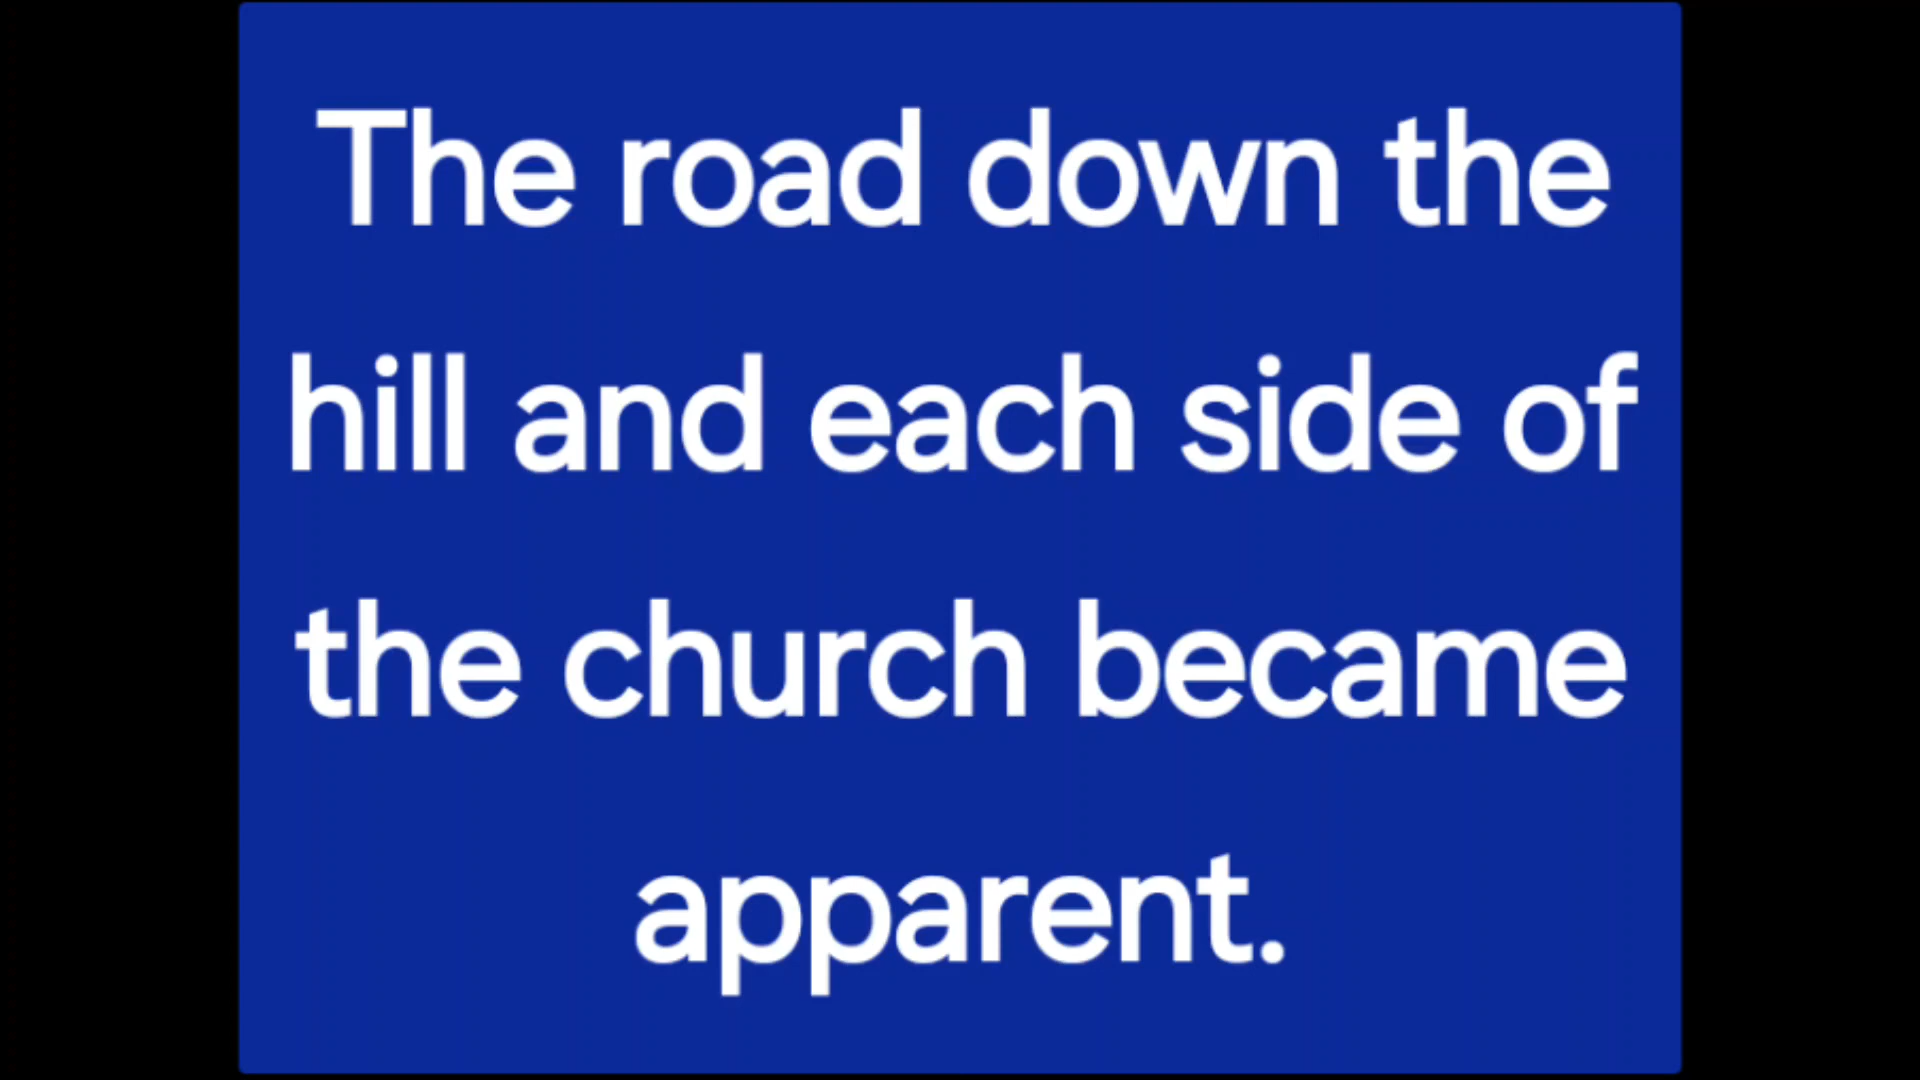 The road down the
hill and each side of
the church became
apparent.